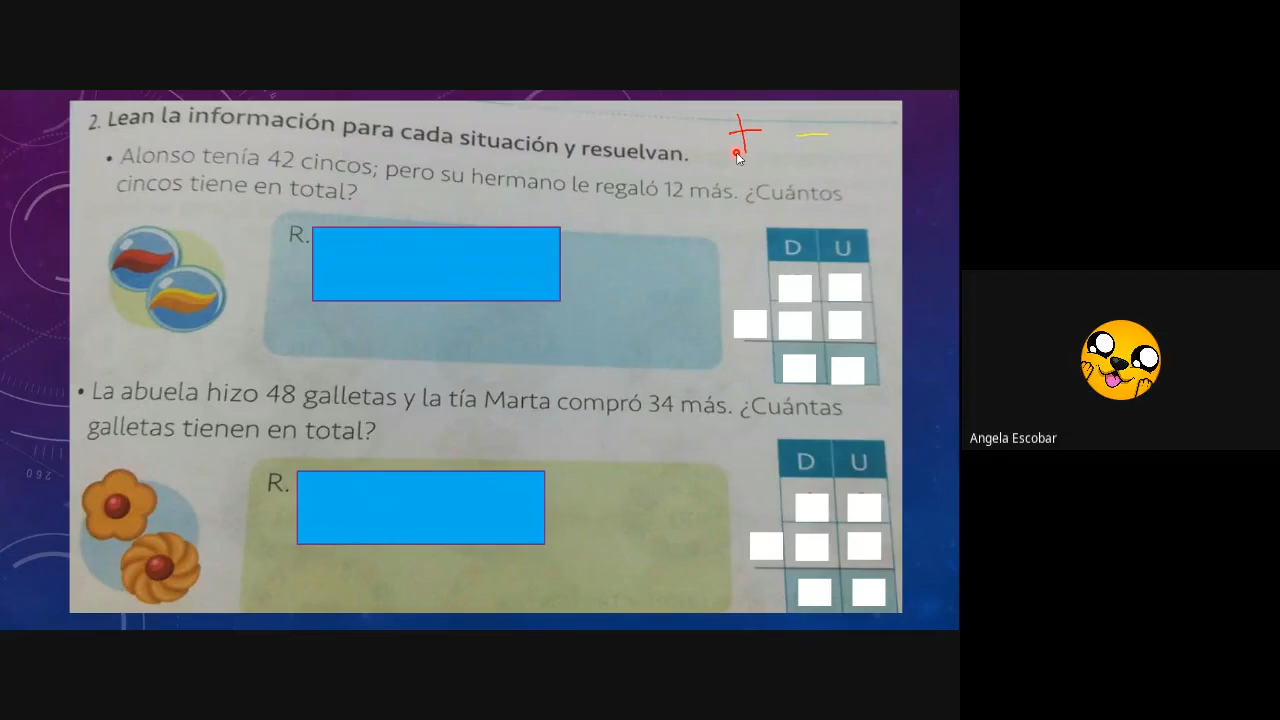 2. Lean la información para cada situación y resuelvan.
+ −
• Alonso tenía 42 cincos; pero su hermano le regaló 12 más. ¿Cuántos
cincos tiene en total?
R.
D U
• La abuela hizo 48 galletas y la tía Marta compró 34 más. ¿Cuántas
galletas tienen en total?
R.
D U
260
Angela Escobar